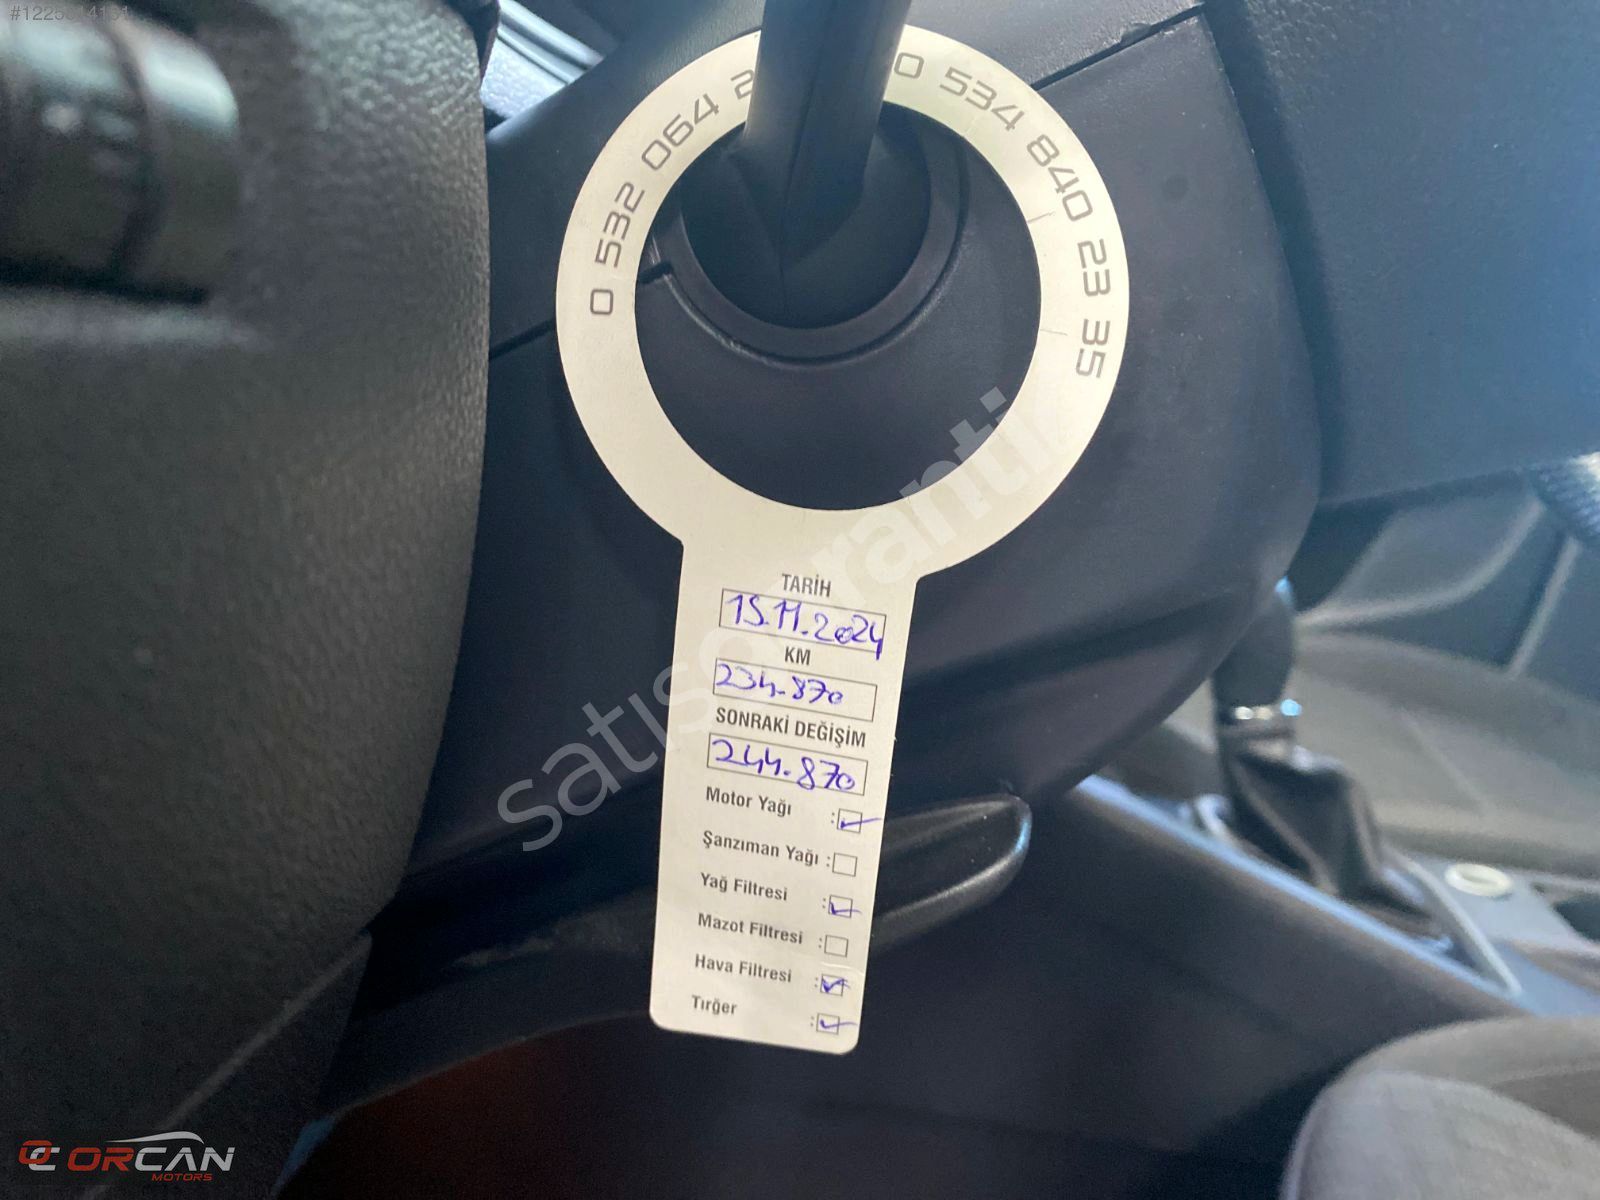 0 532 064 2
0 534 840 23 35
TARİH
15.11.2024
KM
234.870
SONRAKİ DEĞİŞİM
244.870
Motor Yağı :
Şanzıman Yağı :
Yağ Filtresi :
Mazot Filtresi :
Hava Filtresi :
Tırğer :
satısgaranti
ORCAN
MOTORS